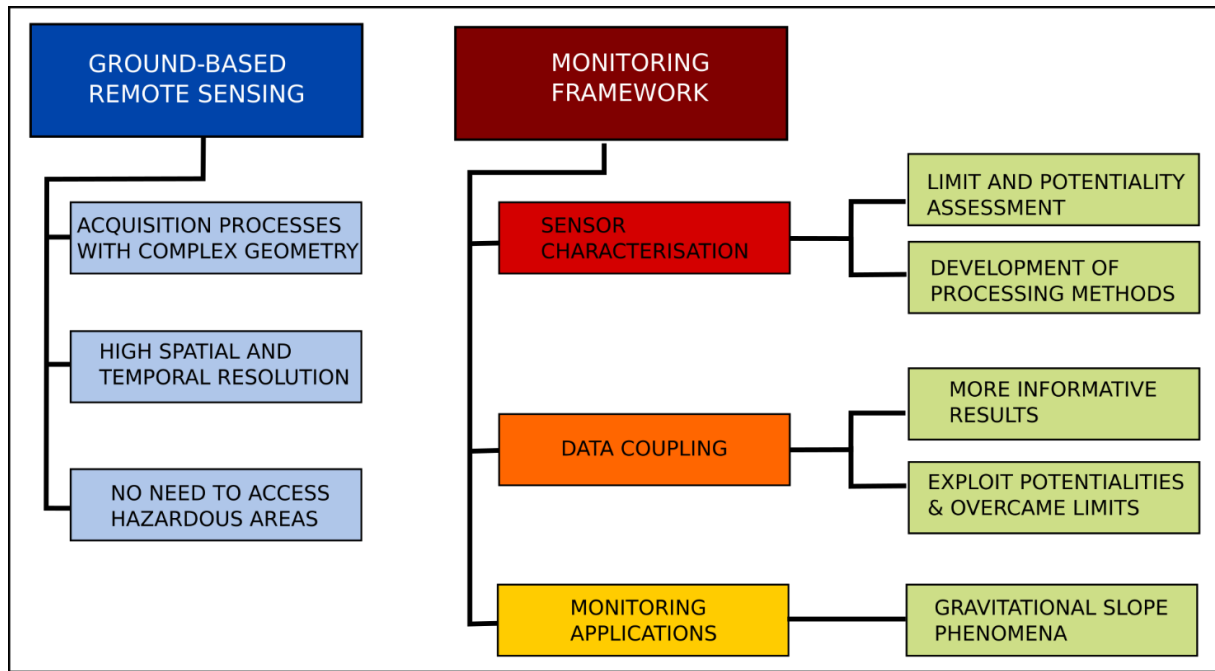 GROUND-BASED
REMOTE SENSING
ACQUISITION PROCESSES
WITH COMPLEX GEOMETRY
HIGH SPATIAL AND
TEMPORAL RESOLUTION
NO NEED TO ACCESS
HAZARDOUS AREAS
MONITORING
FRAMEWORK
SENSOR
CHARACTERISATION
LIMIT AND POTENTIALITY
ASSESSMENT
DEVELOPMENT OF
PROCESSING METHODS
DATA COUPLING
MORE INFORMATIVE
RESULTS
EXPLOIT POTENTIALITIES
& OVERCAME LIMITS
MONITORING
APPLICATIONS
GRAVITATIONAL SLOPE
PHENOMENA